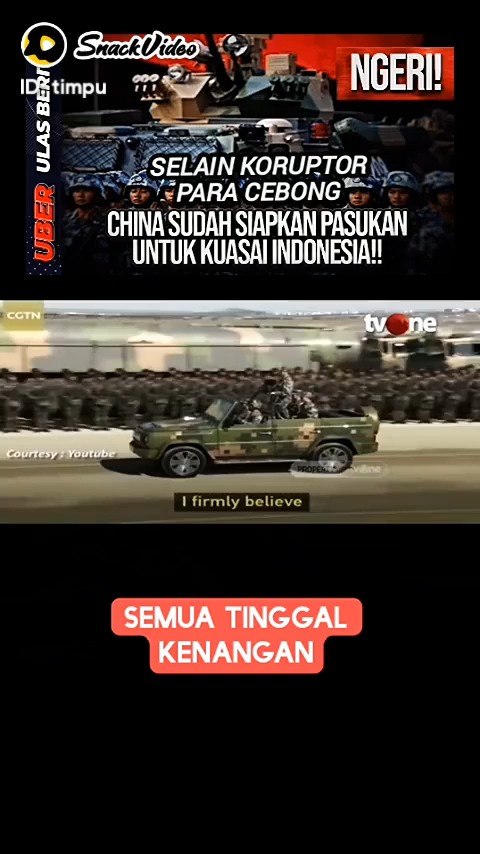 SnackVideo
ID: timpu
UBER ULAS BERIT
NGERI!
SELAIN KORUPTOR
PARA CEBONG
CHINA SUDAH SIAPKAN PASUKAN
UNTUK KUASAI INDONESIA!!
CGTN
tvOne
Courtesy : Youtube
I firmly believe
SEMUA TINGGAL
KENANGAN